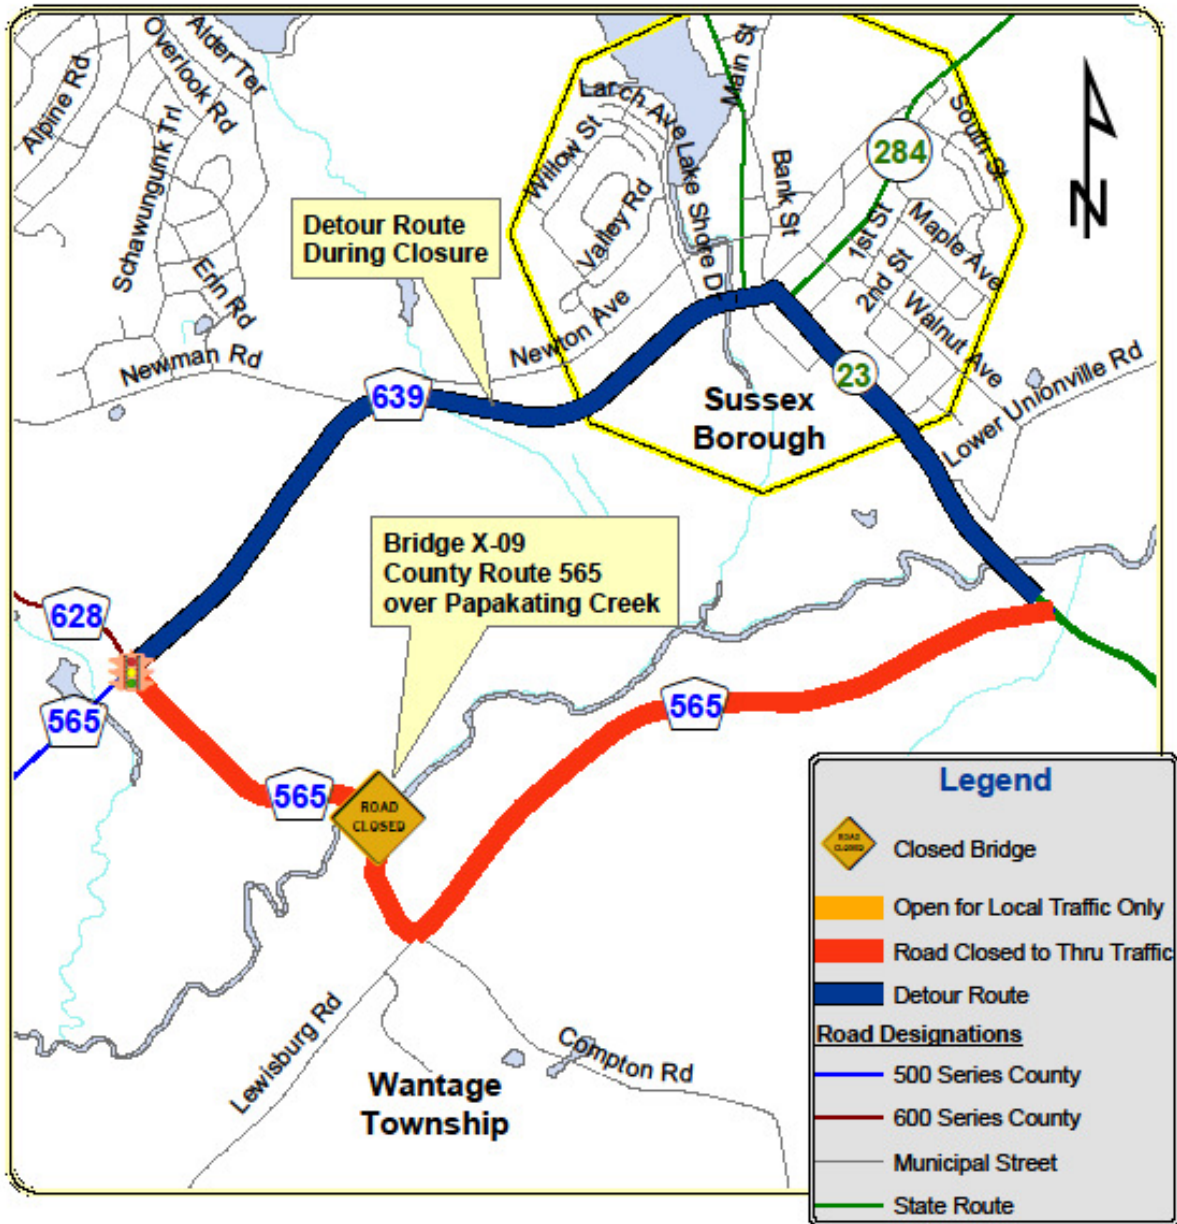 Alpine Rd
Overlook Rd
Alder Ter
Schawungunk Trl
Erin Rd
Newman Rd
Larch Ave
Willow St
Valley Rd
Lake Shore Dr
Newton Ave
Main St
Bank St
284
South St
1st St
2nd St
Maple Ave
Walnut Ave
Lower Unionville Rd
N
Detour Route
During Closure
639
23
Sussex
Borough
Bridge X-09
County Route 565
over Papakating Creek
628
565
565
565
ROAD
CLOSED
Lewisburg Rd
Compton Rd
Wantage
Township
Legend
ROAD
CLOSED
Closed Bridge
Open for Local Traffic Only
Road Closed to Thru Traffic
Detour Route
Road Designations
500 Series County
600 Series County
Municipal Street
State Route